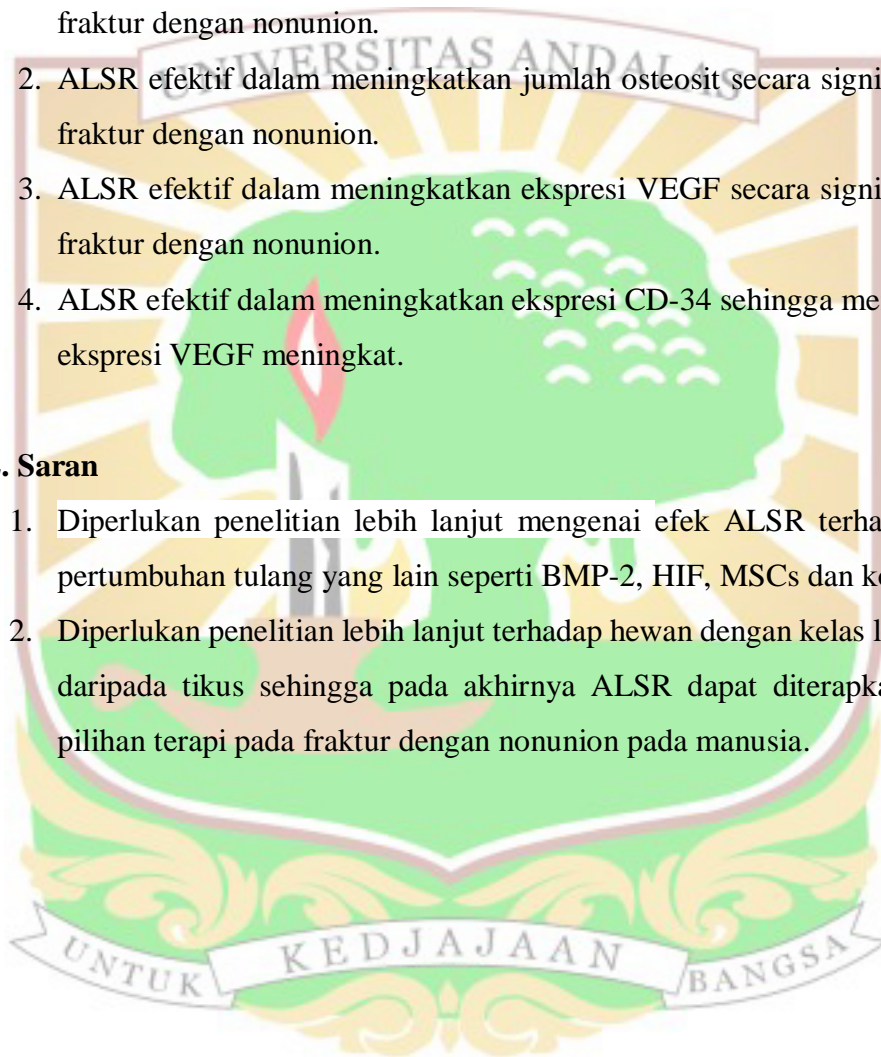 fraktur dengan nonunion.
UNIVERSITAS ANDALAS
2. ALSR efektif dalam meningkatkan jumlah osteosit secara signi
fraktur dengan nonunion.
3. ALSR efektif dalam meningkatkan ekspresi VEGF secara signi
fraktur dengan nonunion.
4. ALSR efektif dalam meningkatkan ekspresi CD-34 sehingga me
ekspresi VEGF meningkat.
. Saran
1. Diperlukan penelitian lebih lanjut mengenai efek ALSR terha
pertumbuhan tulang yang lain seperti BMP-2, HIF, MSCs dan k
2. Diperlukan penelitian lebih lanjut terhadap hewan dengan kelas l
daripada tikus sehingga pada akhirnya ALSR dapat diterapka
pilihan terapi pada fraktur dengan nonunion pada manusia.
UNTUK KEDJAJAAN BANGSA